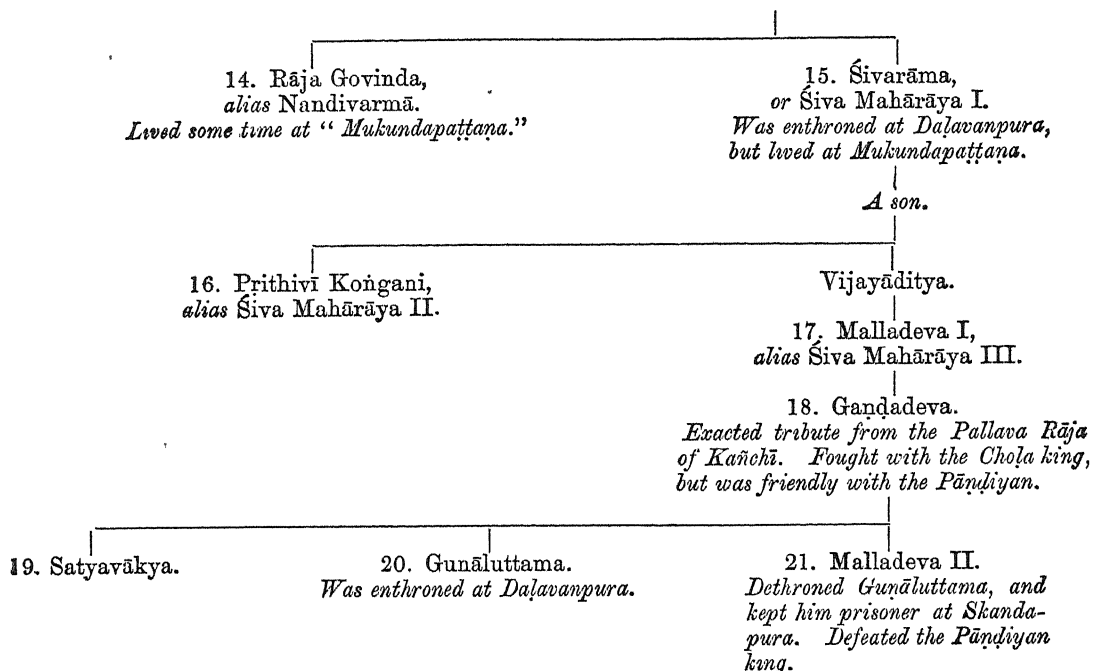 14. Rāja Govinda,
alias Nandivarmā.
Lived some time at “ Mukundapaṭṭaṇa.”
15. Śivarāma,
or Śiva Mahārāya I.
Was enthroned at Daḷavanpura,
but lived at Mukundapaṭṭaṇa.
A son.
16. Pṛithivī Koṅgani,
alias Śiva Mahārāya II.
Vijayāditya.
17. Malladeva I,
alias Śiva Mahārāya III.
18. Gaṇḍadeva.
Exacted tribute from the Pallava Rāja
of Kañchī. Fought with the Choḷa king,
but was friendly with the Pāṇḍiyan.
19. Satyavākya.
20. Gunāluttama.
Was enthroned at Daḷavanpura.
21. Malladeva II.
Dethroned Guṇāluttama, and
kept him prisoner at Skanda-
pura. Defeated the Pāṇḍiyan
king.